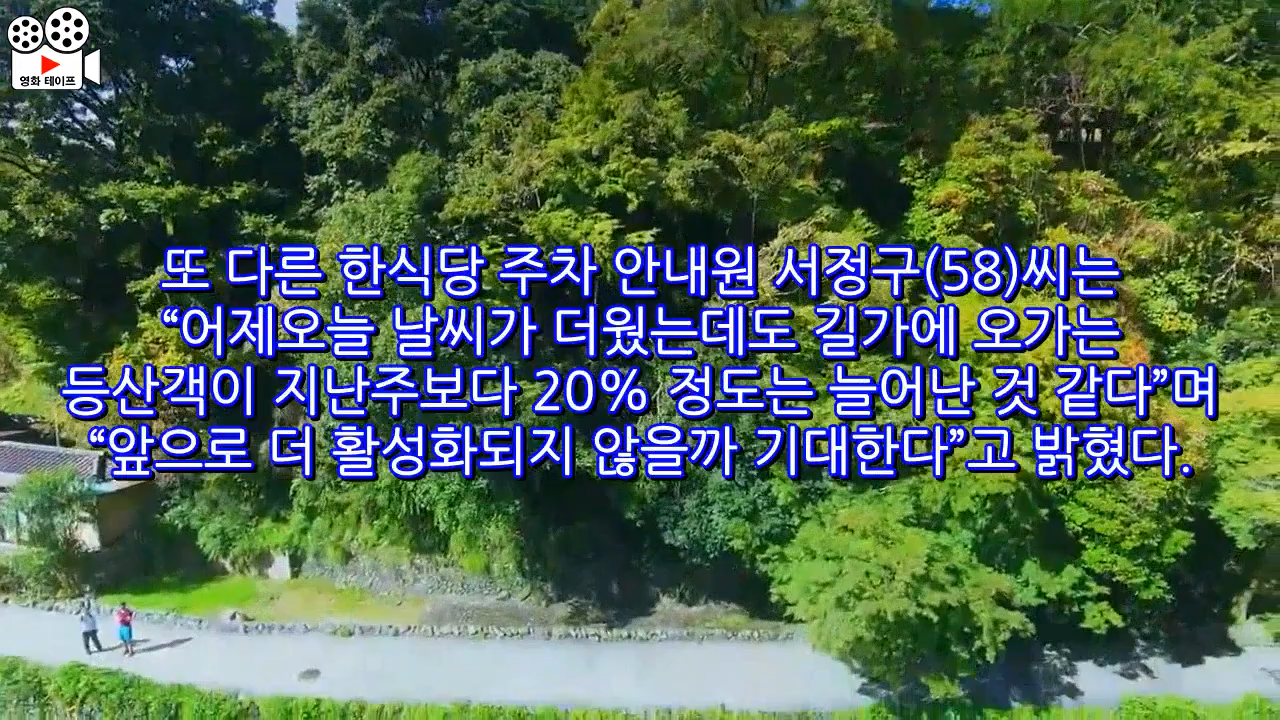 영화 테이프
또 다른 한식당 주차 안내원 서정구(58)씨는
“어제오늘 날씨가 더웠는데도 길가에 오가는
등산객이 지난주보다 20% 정도는 늘어난 것 같다”며
“앞으로 더 활성화되지 않을까 기대한다”고 밝혔다.